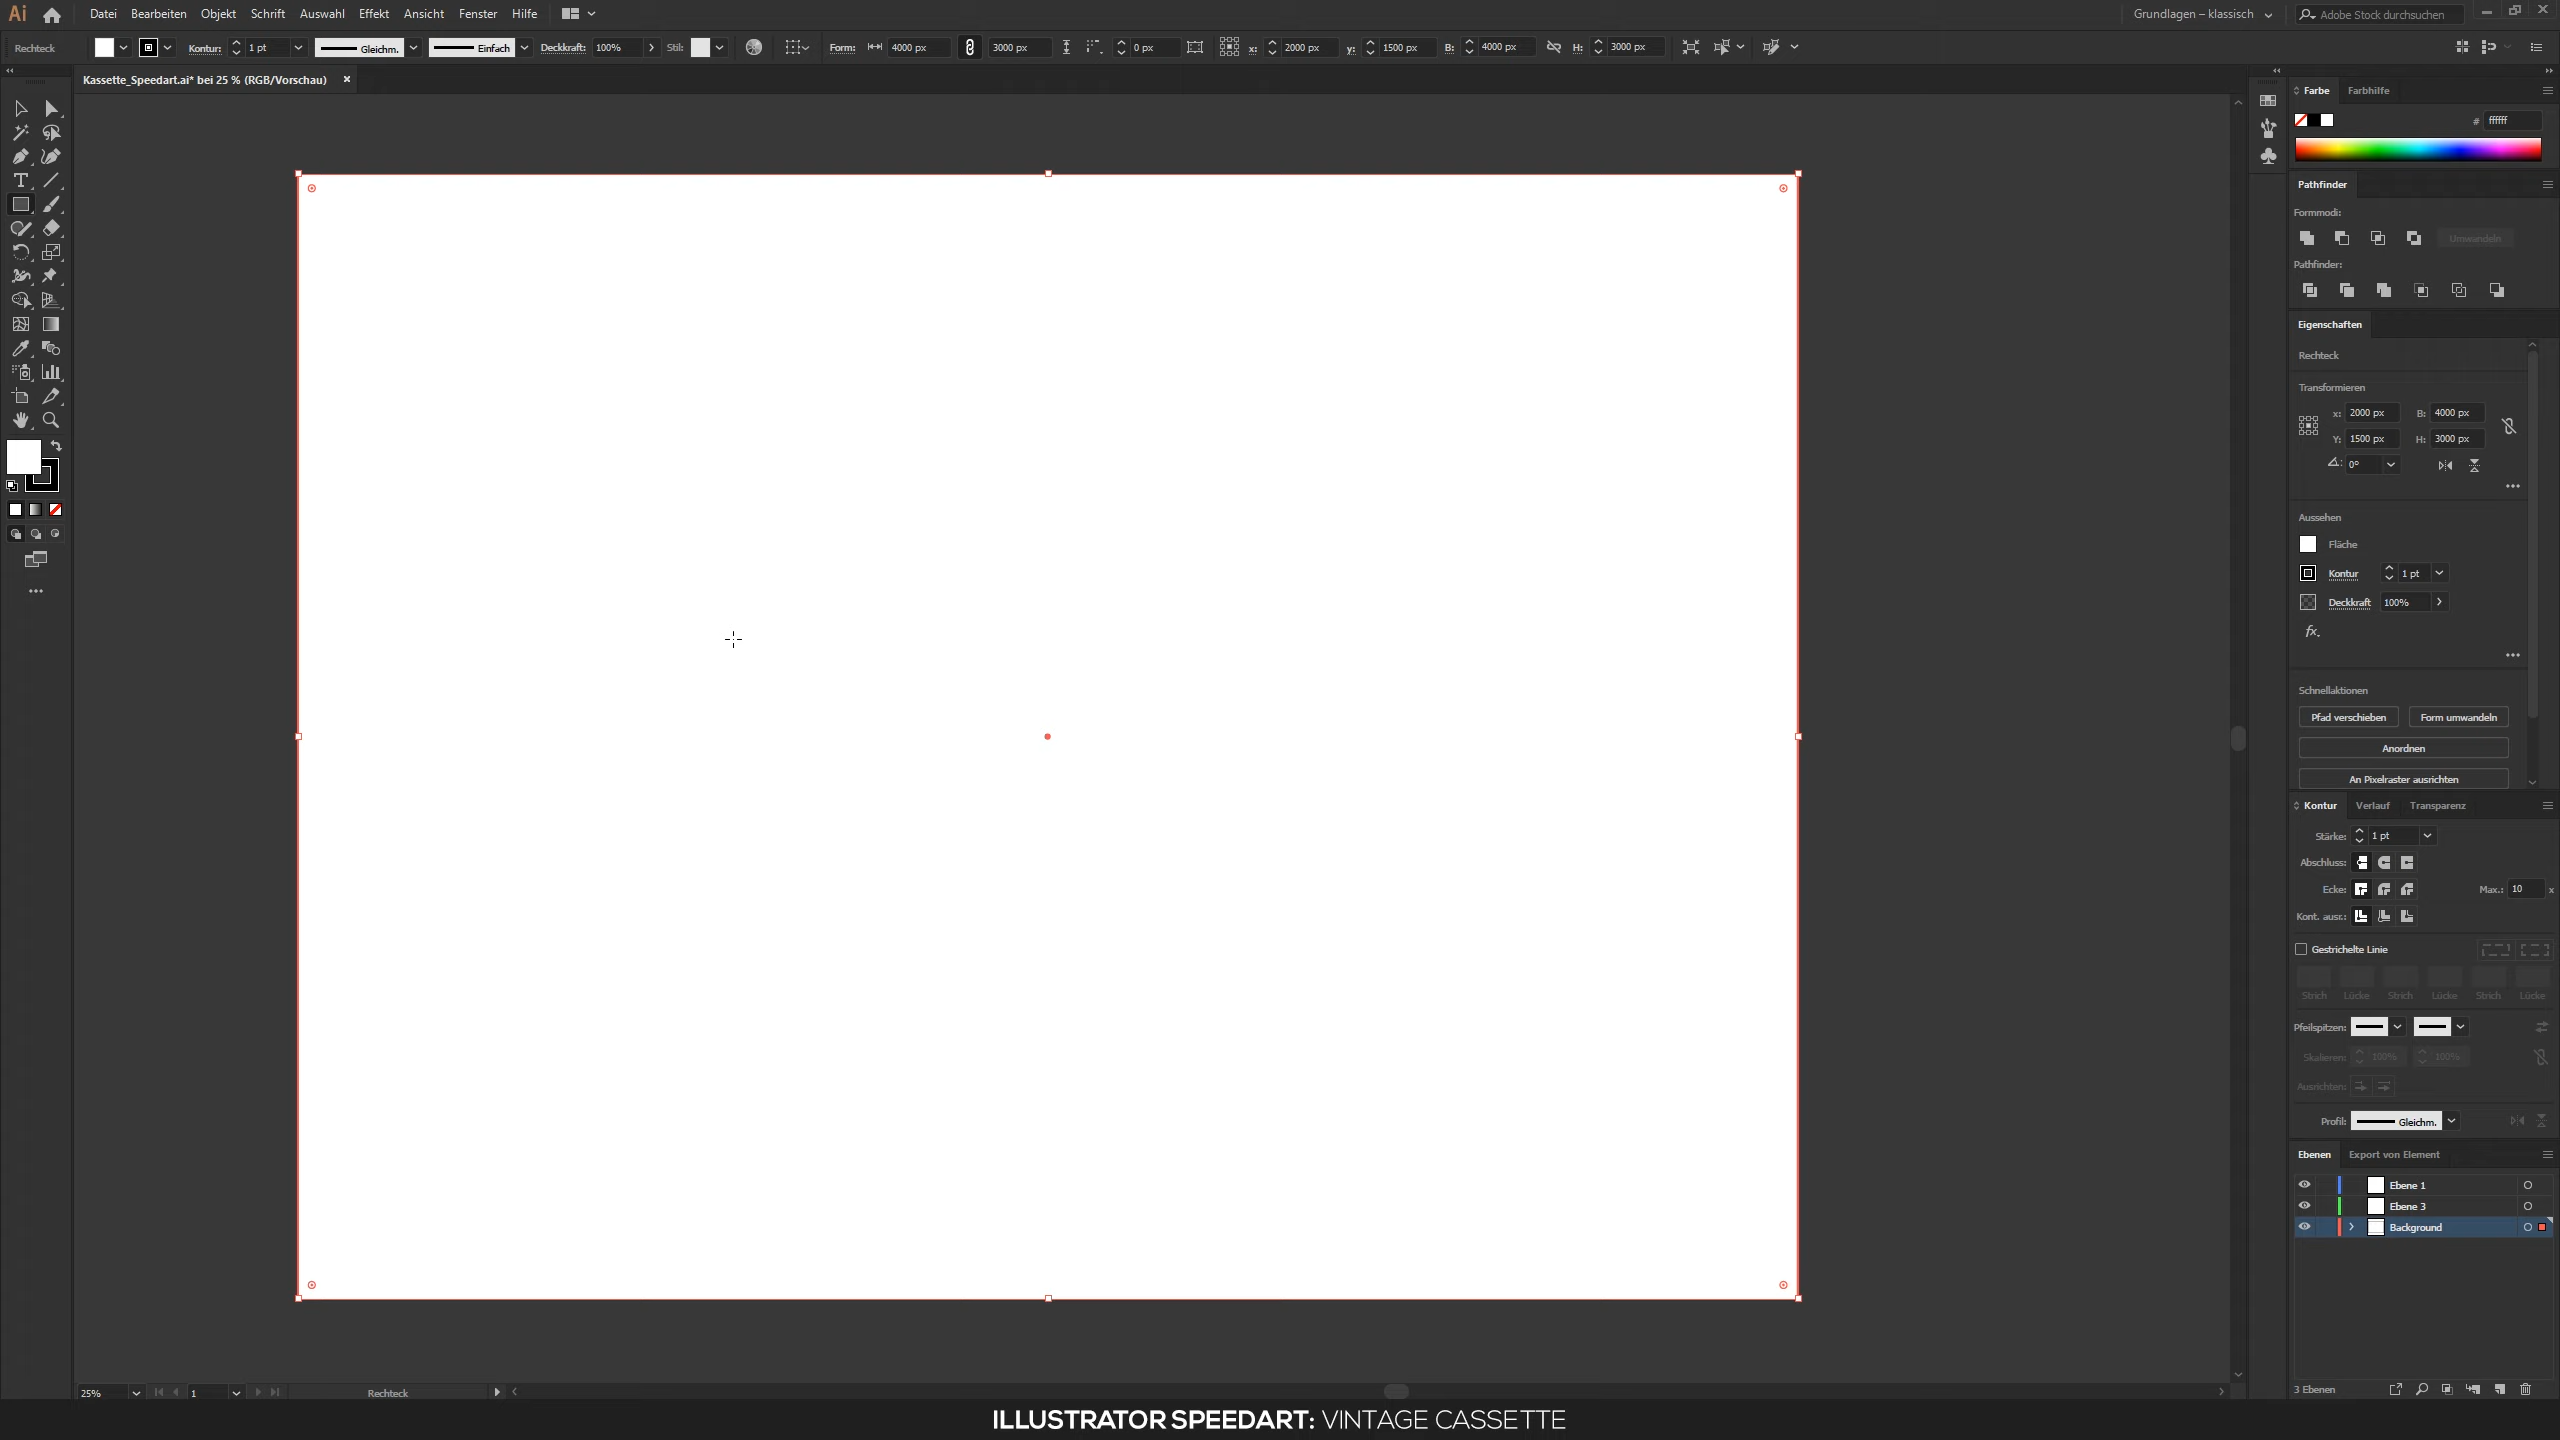 Ai Datei Bearbeiten Objekt Schrift Auswahl Effekt Ansicht Fenster Hilfe Grundlagen – klassisch Adobe Stock durchsuchen
Rechteck Kontur: 1 pt Gleichm. Einfach Deckkraft: 100% Stil: Form: 4000 px 3000 px 0 px x: 2000 px y: 1500 px B: 4000 px H: 3000 px
Kassette_Speedart.ai* bei 25 % (RGB/Vorschau) ×
Farbe Farbhilfe
# ffffff
Pathfinder
Formmodi:
Umwandeln
Pathfinder:
Eigenschaften
Rechteck
Transformieren
x: 2000 px B: 4000 px
Y: 1500 px H: 3000 px
0°
Aussehen
Fläche
Kontur 1 pt
Deckkraft 100%
fx.
Schnellaktionen
Pfad verschieben Form umwandeln
Anordnen
An Pixelraster ausrichten
Kontur Verlauf Transparenz
Stärke: 1 pt
Abschluss:
Ecke: Max.: 10 x
Kont. ausr.:
Gestrichelte Linie
Strich Lücke Strich Lücke Strich Lücke
Pfeilspitzen:
Skalieren: 100% 100%
Ausrichten:
Profil: Gleichm.
Ebenen Export von Element
Ebene 1
Ebene 3
Background
3 Ebenen
25% 1 Rechteck
ILLUSTRATOR SPEEDART: VINTAGE CASSETTE